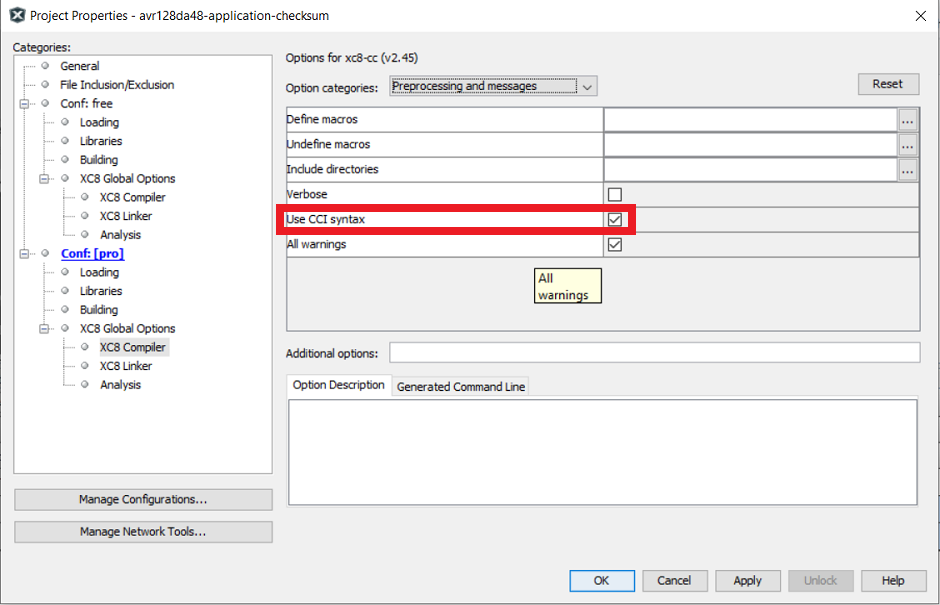 Project Properties - avr128da48-application-checksum
Categories:
General
File Inclusion/Exclusion
Conf: free
Loading
Libraries
Building
XC8 Global Options
XC8 Compiler
XC8 Linker
Analysis
Conf: [pro]
Loading
Libraries
Building
XC8 Global Options
XC8 Compiler
XC8 Linker
Analysis
Manage Configurations...
Manage Network Tools...
Options for xc8-cc (v2.45)
Option categories: Preprocessing and messages
Reset
Define macros ...
Undefine macros ...
Include directories ...
Verbose
Use CCI syntax
All warnings
All
warnings
Additional options:
Option Description Generated Command Line
OK Cancel Apply Unlock Help